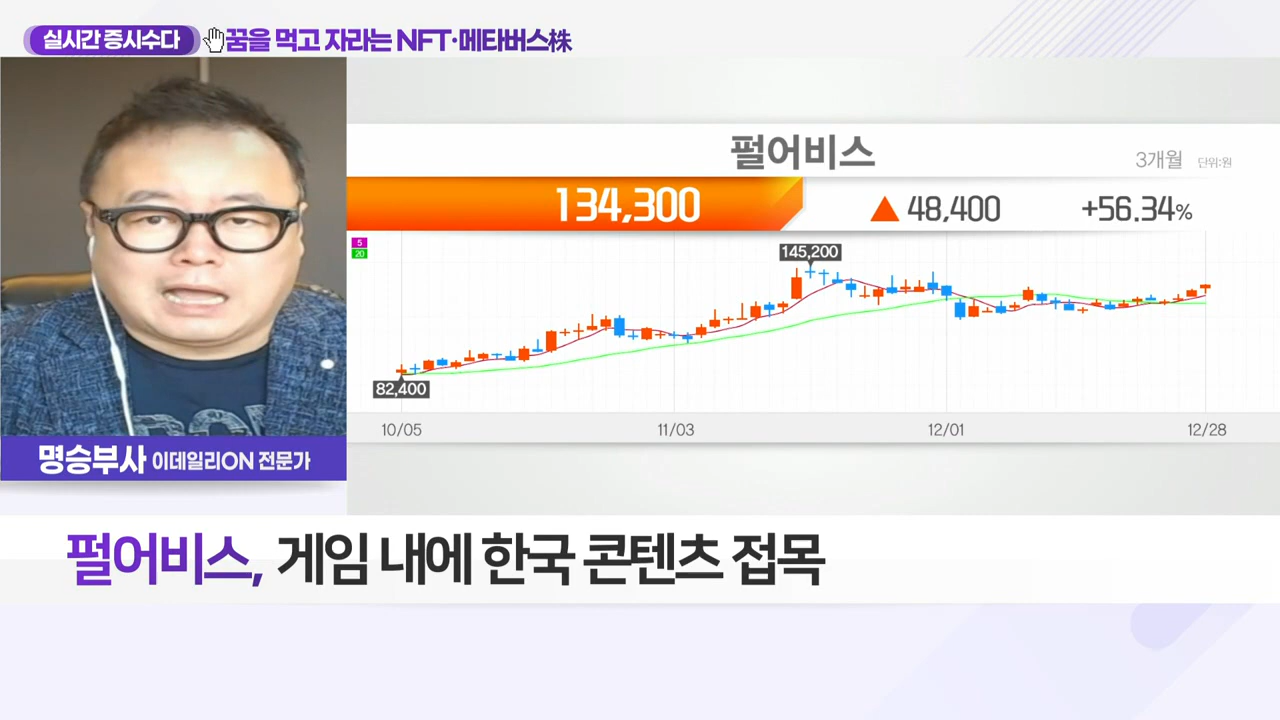 실시간 증시수다 꿈을 먹고 자라는 NFT·메타버스株
펄어비스
3개월 단위:원
134,300 ▲ 48,400 +56.34%
5
20
145,200
82,400
10/05 11/03 12/01 12/28
명승부사 이데일리ON 전문가
펄어비스, 게임 내에 한국 콘텐츠 접목